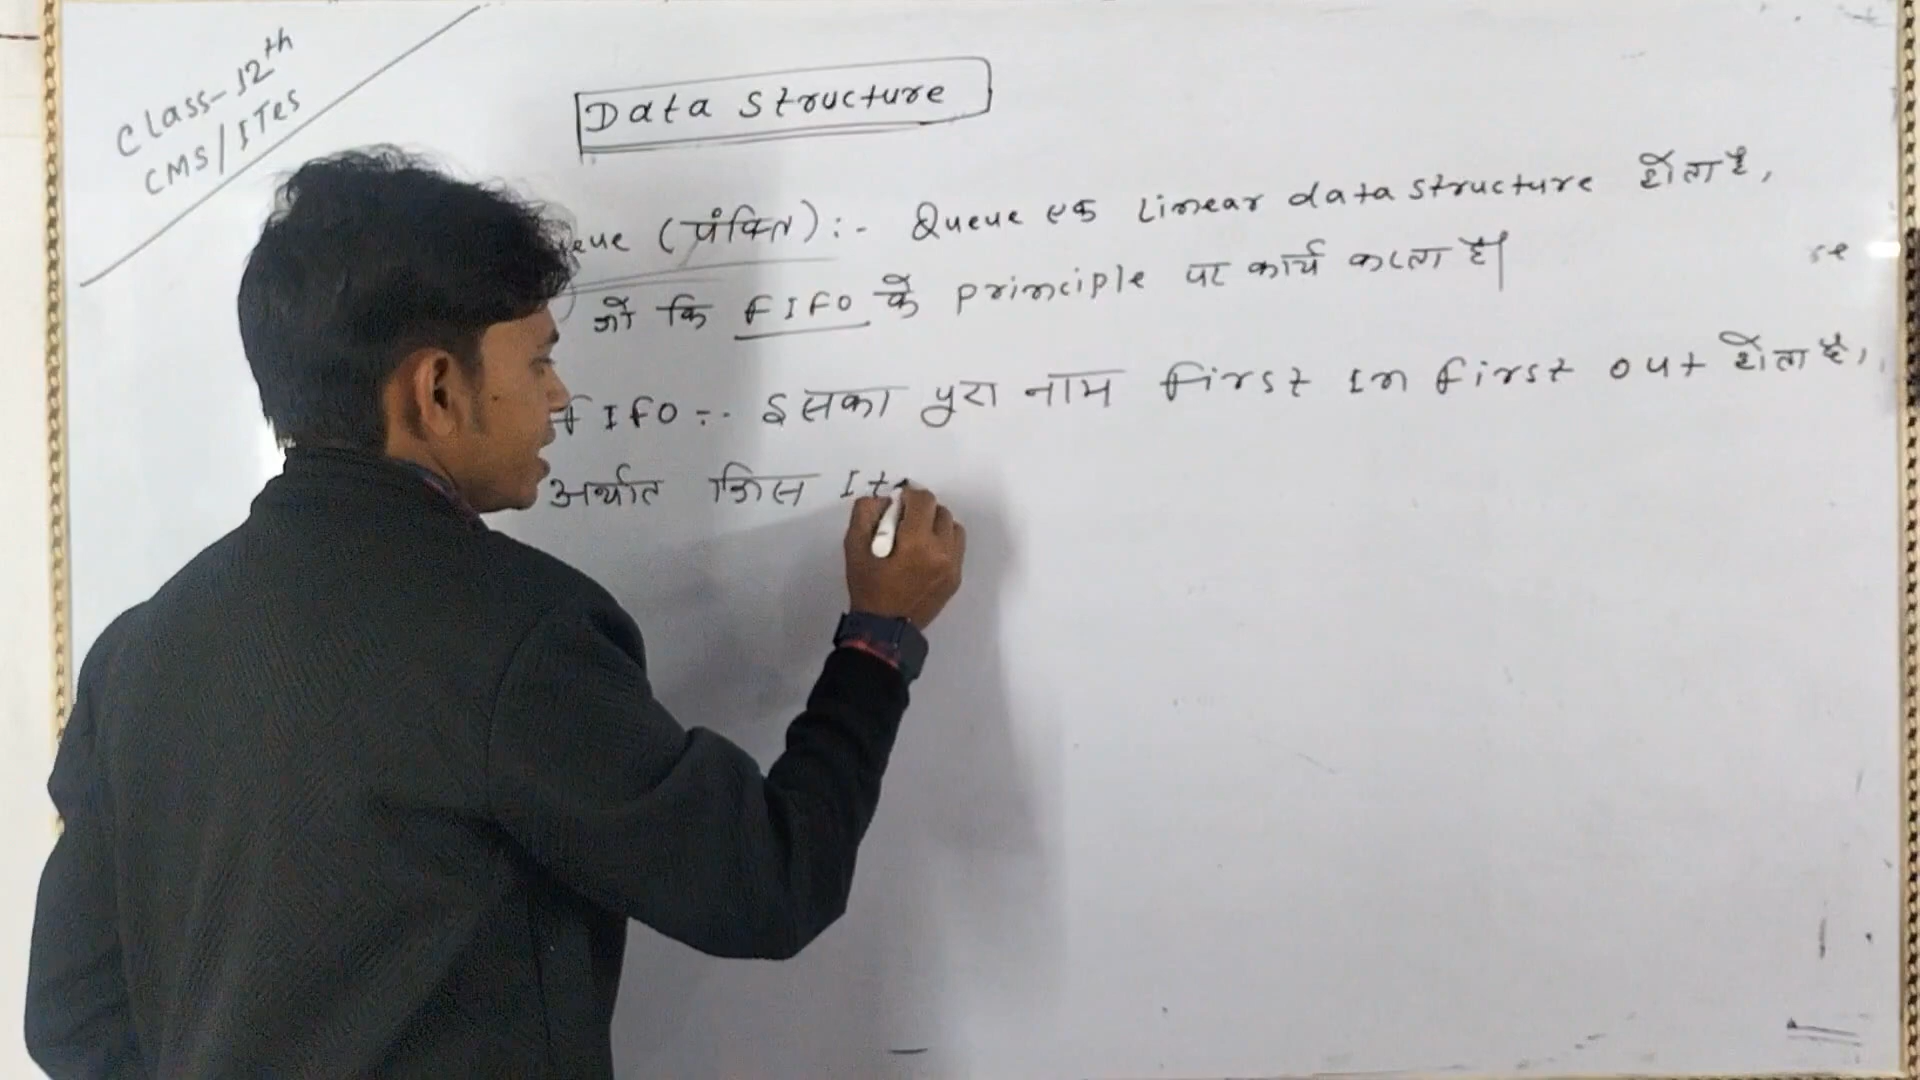 Class-12th
CMS/ITes
Data Structure
eue (पंक्ति) :- Queue एक Linear data structure होता है,
जो कि FIFO के principle पर कार्य करता है|
FIFO :- इसका पुरा नाम First In First Out होता है,
अर्थात जिस Ite